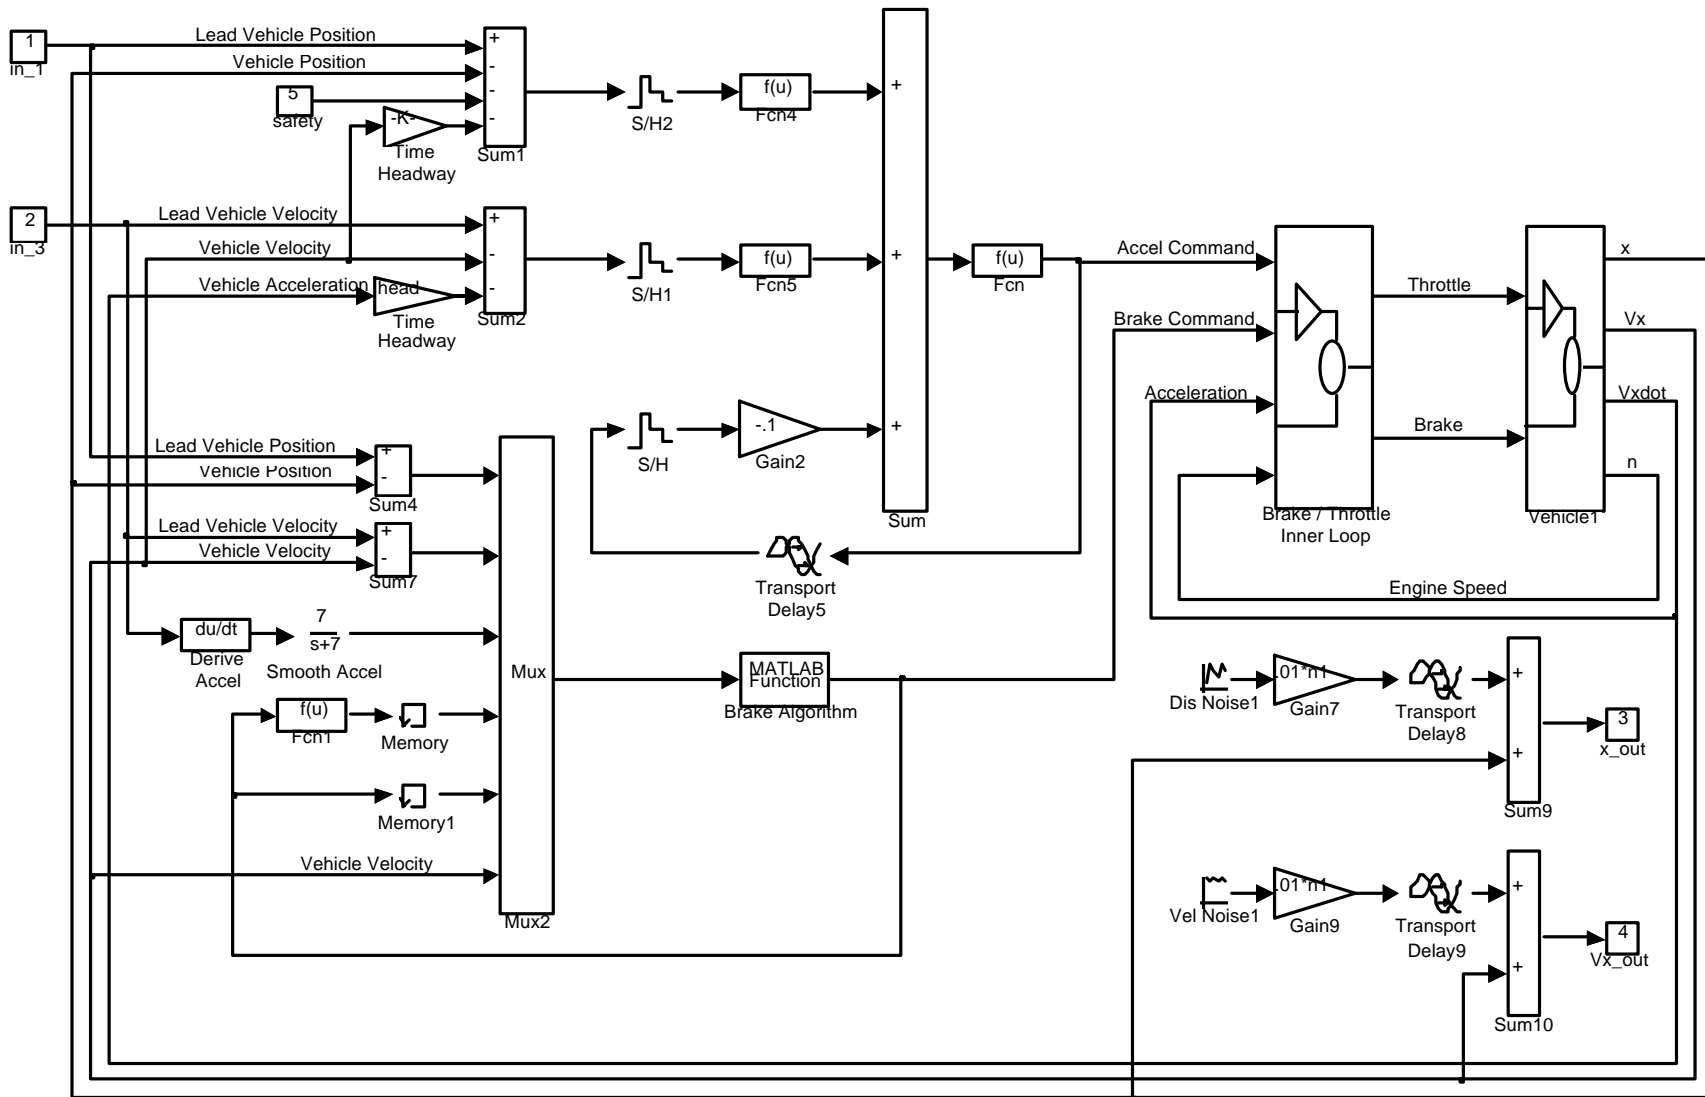 1
in_1
Lead Vehicle Position
+
Vehicle Position
-
5
safety
-
-K-
-
Time
Headway
Sum1
S/H2
f(u)
Fcn4
+
2
in_3
Lead Vehicle Velocity
+
Vehicle Velocity
-
Vehicle Acceleration
head
-
Time
Headway
Sum2
S/H1
f(u)
Fcn5
+
f(u)
Fcn
Accel Command
Brake Command
Acceleration
Throttle
Brake
x
Vx
Vxdot
n
Brake / Throttle
Inner Loop
Vehicle1
Engine Speed
S/H
-.1
Gain2
+
Sum
Transport
Delay5
Lead Vehicle Position
+
Vehicle Position
-
Sum4
Lead Vehicle Velocity
+
Vehicle Velocity
-
Sum7
du/dt
Derive
Accel
7
s+7
Smooth Accel
f(u)
Fcn1
Memory
Memory1
Vehicle Velocity
Mux
Mux2
MATLAB
Function
Brake Algorithm
Dis Noise1
.01*n1
Gain7
Transport
Delay8
+
+
Sum9
3
x_out
Vel Noise1
.01*n1
Gain9
Transport
Delay9
+
+
Sum10
4
Vx_out